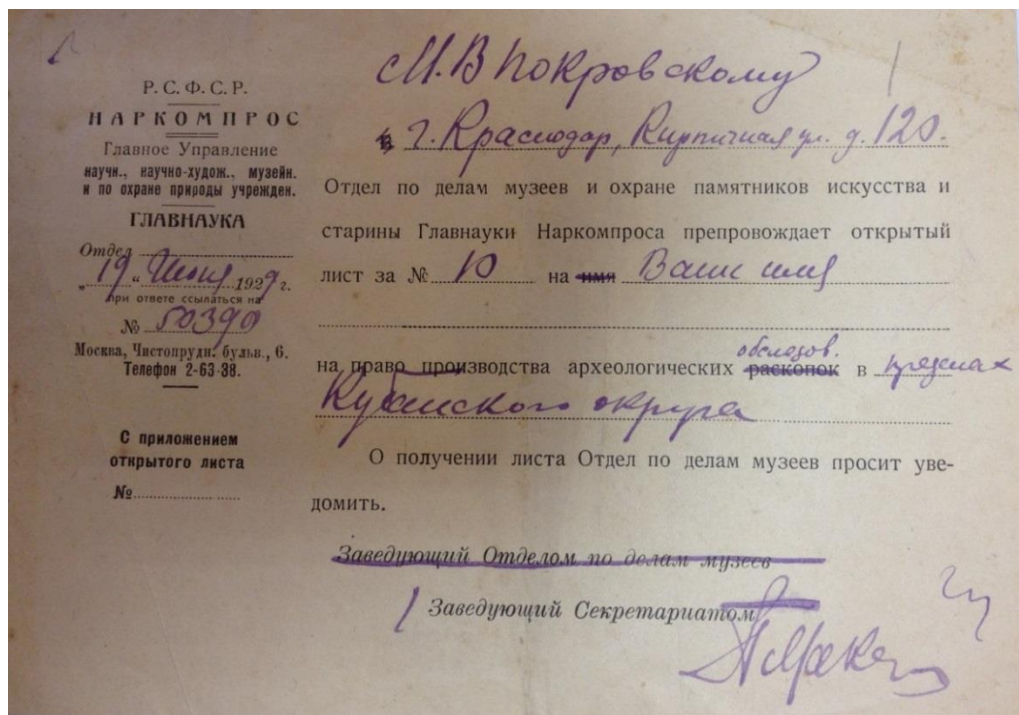 Р. С. Ф. С. Р.
НАРКОМПРОС
Главное Управление
научн., научно-худож., музейн.
и по охране природы учрежден.
ГЛАВНАУКА
Отдел
„19“ Июня 1929 г.
при ответе ссылаться на
№ 50390
Москва, Чистопрудн. бульв., 6.
Телефон 2-63-38.
С приложением
открытого листа
№
М.В Покровскому
г. Краснодар, Кирпичная ул. д. 120.
Отдел по делам музеев и охране памятников искусства и
старины Главнауки Наркомпроса препровождает открытый
лист за № 10 на имя Ваше имя
обследов.
на право производства археологических раскопок в пределах
Кубанского округа
О получении листа Отдел по делам музеев просит уве-
домить.
Заведующий Отделом по делам музеев
Заведующий Секретариатом